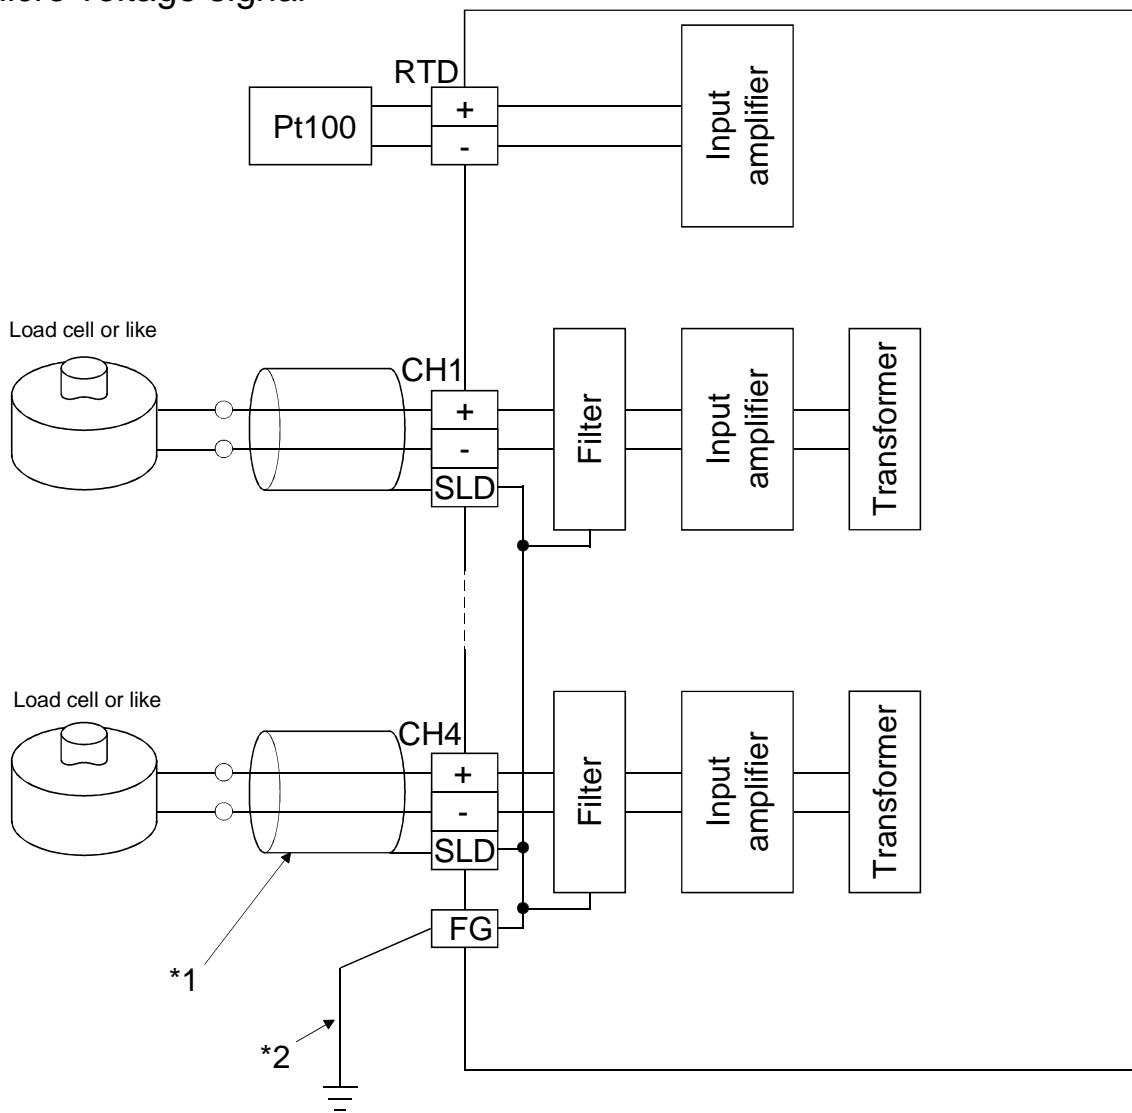 voltage signal
RTD
+
-
Pt100
Input
amplifier
Load cell or like
CH1
+
-
SLD
Filter
Input
amplifier
Transformer
Load cell or like
CH4
+
-
SLD
Filter
Input
amplifier
Transformer
FG
*1
*2